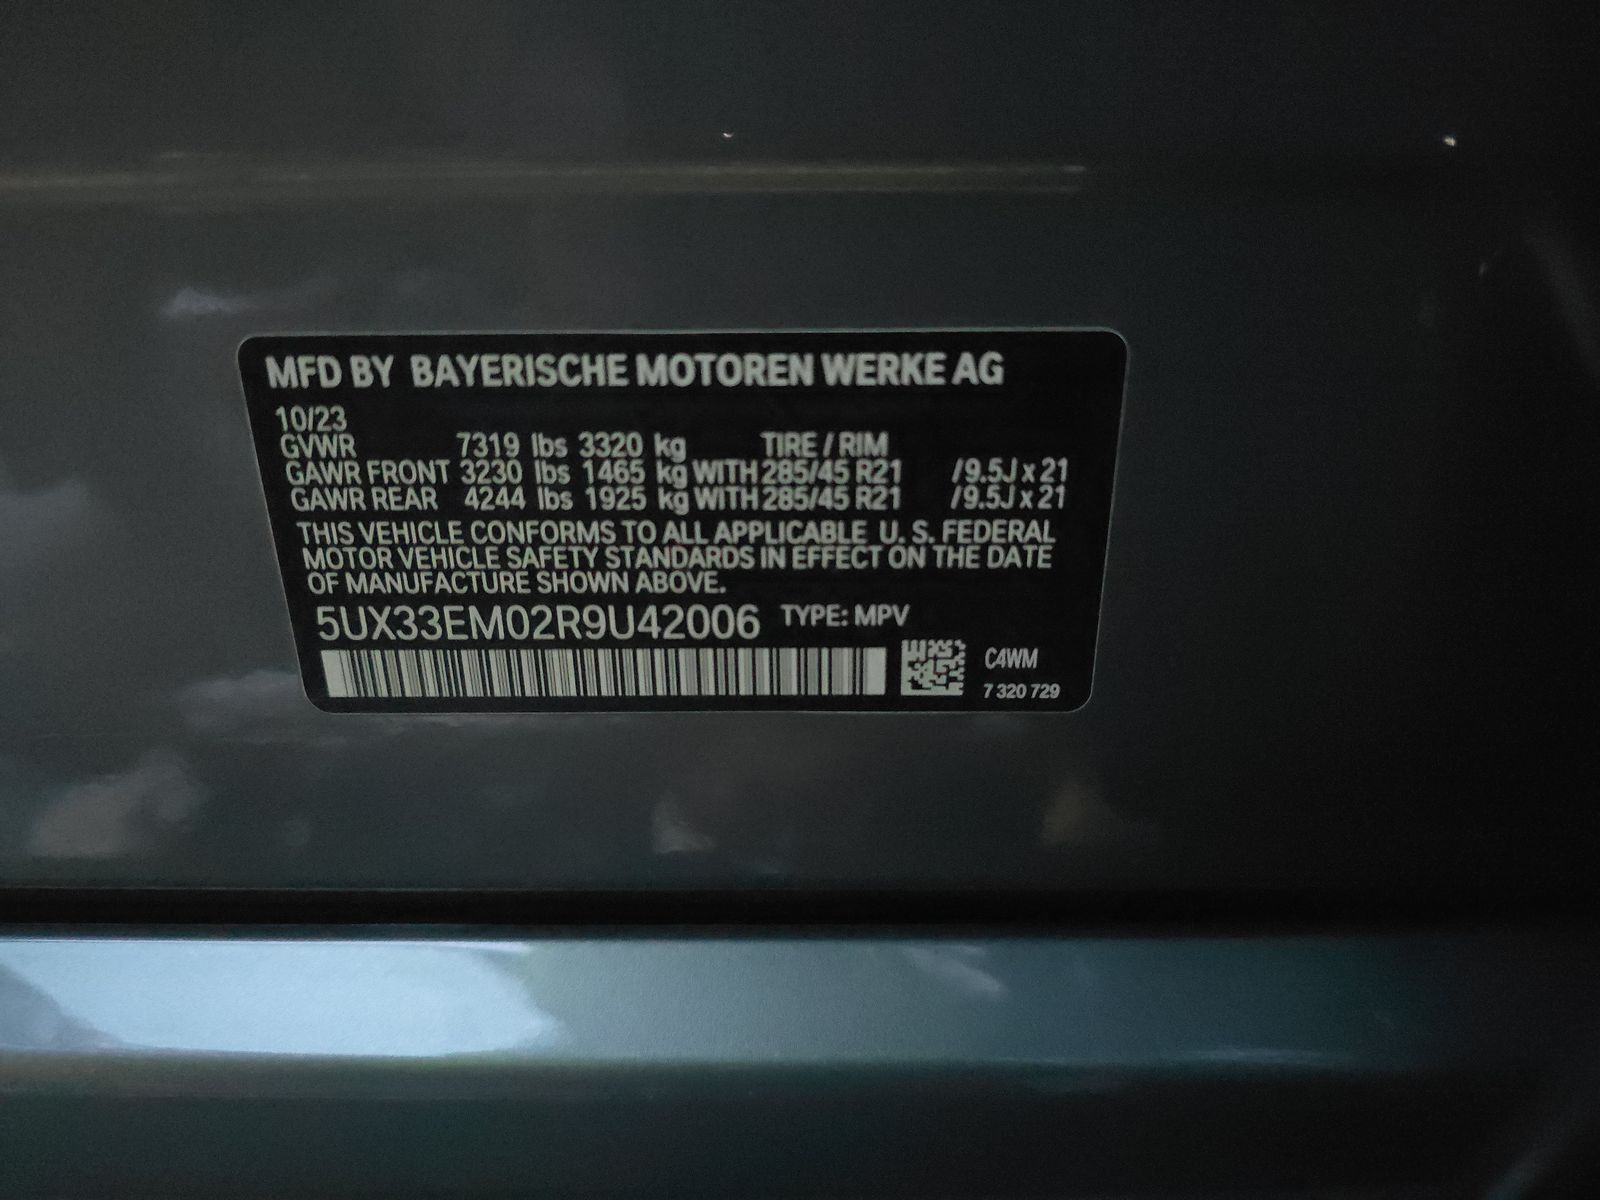 MFD BY BAYERISCHE MOTOREN WERKE AG
10/23
GVWR 7319 lbs 3320 kg TIRE / RIM
GAWR FRONT 3230 lbs 1465 kg WITH 285/45 R21 /9.5J x 21
GAWR REAR 4244 lbs 1925 kg WITH 285/45 R21 /9.5J x 21
THIS VEHICLE CONFORMS TO ALL APPLICABLE U. S. FEDERAL
MOTOR VEHICLE SAFETY STANDARDS IN EFFECT ON THE DATE
OF MANUFACTURE SHOWN ABOVE.
5UX33EM02R9U42006 TYPE: MPV
C4WM
7 320 729